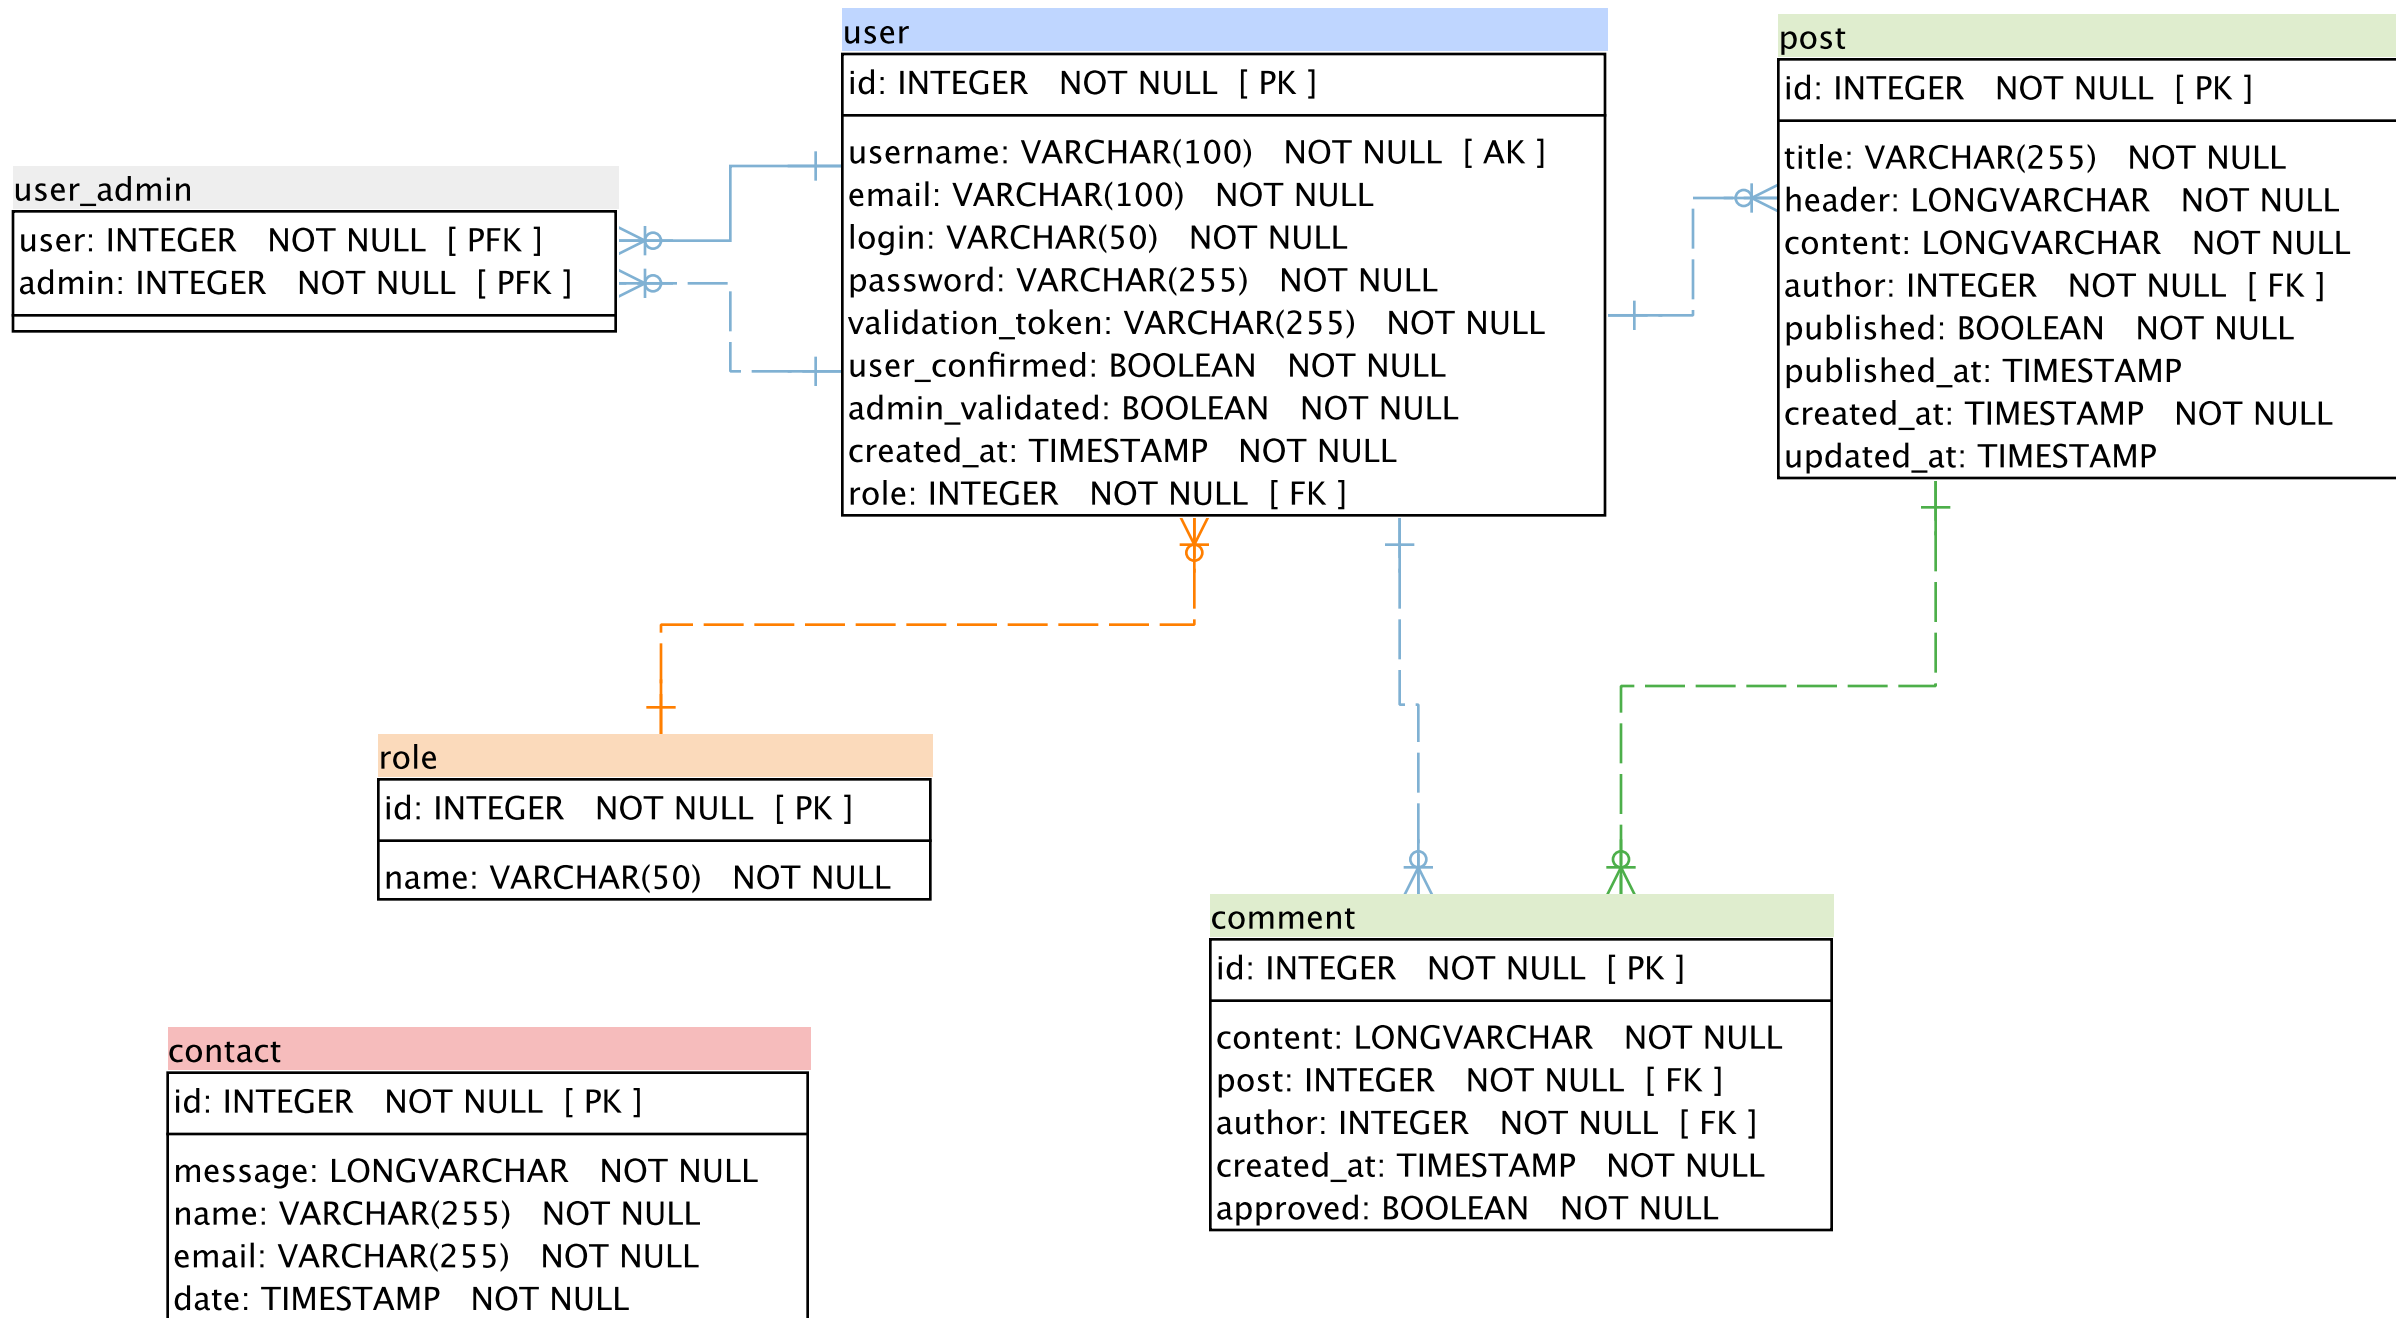 user
id: INTEGER NOT NULL [ PK ]
username: VARCHAR(100) NOT NULL [ AK ]
email: VARCHAR(100) NOT NULL
login: VARCHAR(50) NOT NULL
password: VARCHAR(255) NOT NULL
validation_token: VARCHAR(255) NOT NULL
user_confirmed: BOOLEAN NOT NULL
admin_validated: BOOLEAN NOT NULL
created_at: TIMESTAMP NOT NULL
role: INTEGER NOT NULL [ FK ]
post
id: INTEGER NOT NULL [ PK ]
title: VARCHAR(255) NOT NULL
header: LONGVARCHAR NOT NULL
content: LONGVARCHAR NOT NULL
author: INTEGER NOT NULL [ FK ]
published: BOOLEAN NOT NULL
published_at: TIMESTAMP
created_at: TIMESTAMP NOT NULL
updated_at: TIMESTAMP
user_admin
user: INTEGER NOT NULL [ PFK ]
admin: INTEGER NOT NULL [ PFK ]
role
id: INTEGER NOT NULL [ PK ]
name: VARCHAR(50) NOT NULL
comment
id: INTEGER NOT NULL [ PK ]
content: LONGVARCHAR NOT NULL
post: INTEGER NOT NULL [ FK ]
author: INTEGER NOT NULL [ FK ]
created_at: TIMESTAMP NOT NULL
approved: BOOLEAN NOT NULL
contact
id: INTEGER NOT NULL [ PK ]
message: LONGVARCHAR NOT NULL
name: VARCHAR(255) NOT NULL
email: VARCHAR(255) NOT NULL
date: TIMESTAMP NOT NULL